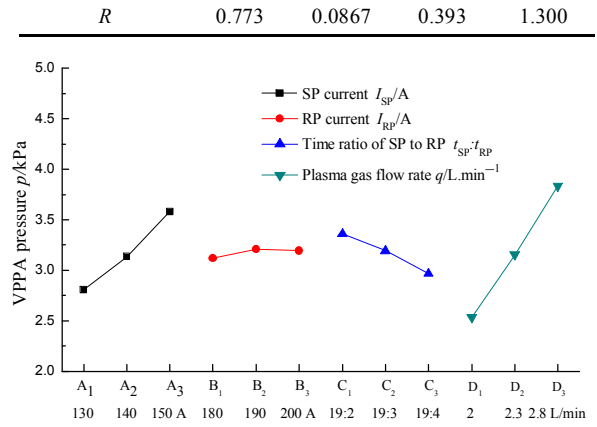 R 0.773 0.0867 0.393 1.300
5.0
SP current I_SP/A
4.5
RP current I_RP/A
Time ratio of SP to RP t_SP:t_RP
4.0
Plasma gas flow rate q/L.min⁻¹
3.5
3.0
2.5
2.0
VPPA pressure p/kPa
A₁ A₂ A₃ B₁ B₂ B₃ C₁ C₂ C₃ D₁ D₂ D₃
130 140 150 A 180 190 200 A 19:2 19:3 19:4 2 2.3 2.8 L/min